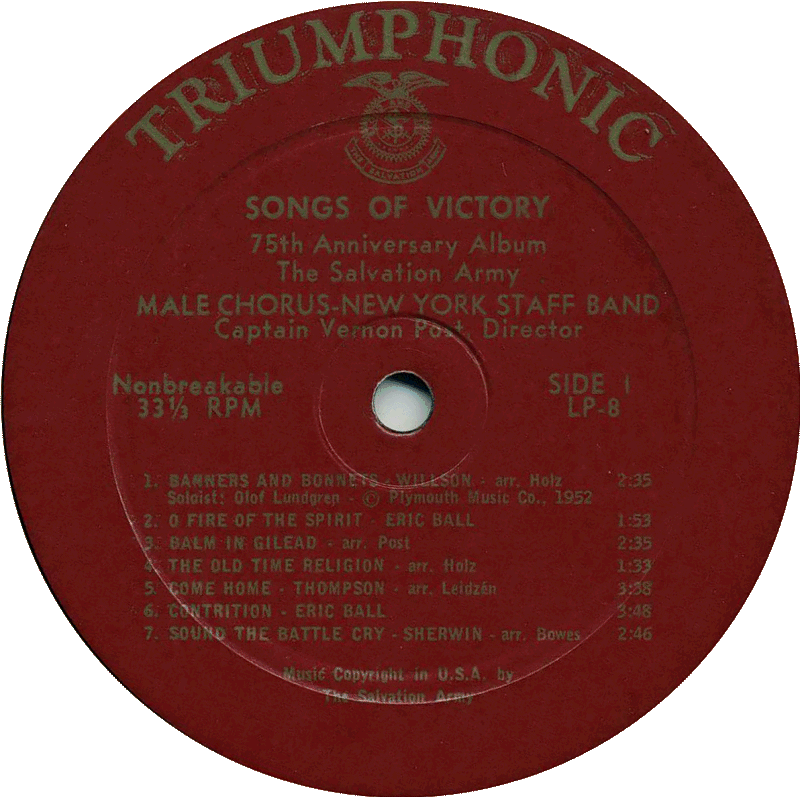 TRIUMPHONIC
THE SALVATION ARMY
SONGS OF VICTORY
75th Anniversary Album
The Salvation Army
MALE CHORUS-NEW YORK STAFF BAND
Captain Vernon Post, Director
Nonbreakable
33⅓ RPM
SIDE 1
LP-8
1. BANNERS AND BONNETS - WILLSON - arr. Holz 2:35
Soloist: Olof Lundgren - © Plymouth Music Co., 1952
2. O FIRE OF THE SPIRIT - ERIC BALL 1:53
3. BALM IN GILEAD - arr. Post 2:35
4. THE OLD TIME RELIGION - arr. Holz 1:33
5. COME HOME - THOMPSON - arr. Leidzén 3:38
6. CONTRITION - ERIC BALL 3:48
7. SOUND THE BATTLE CRY - SHERWIN - arr. Bowes 2:46
Music Copyright in U.S.A. by
The Salvation Army